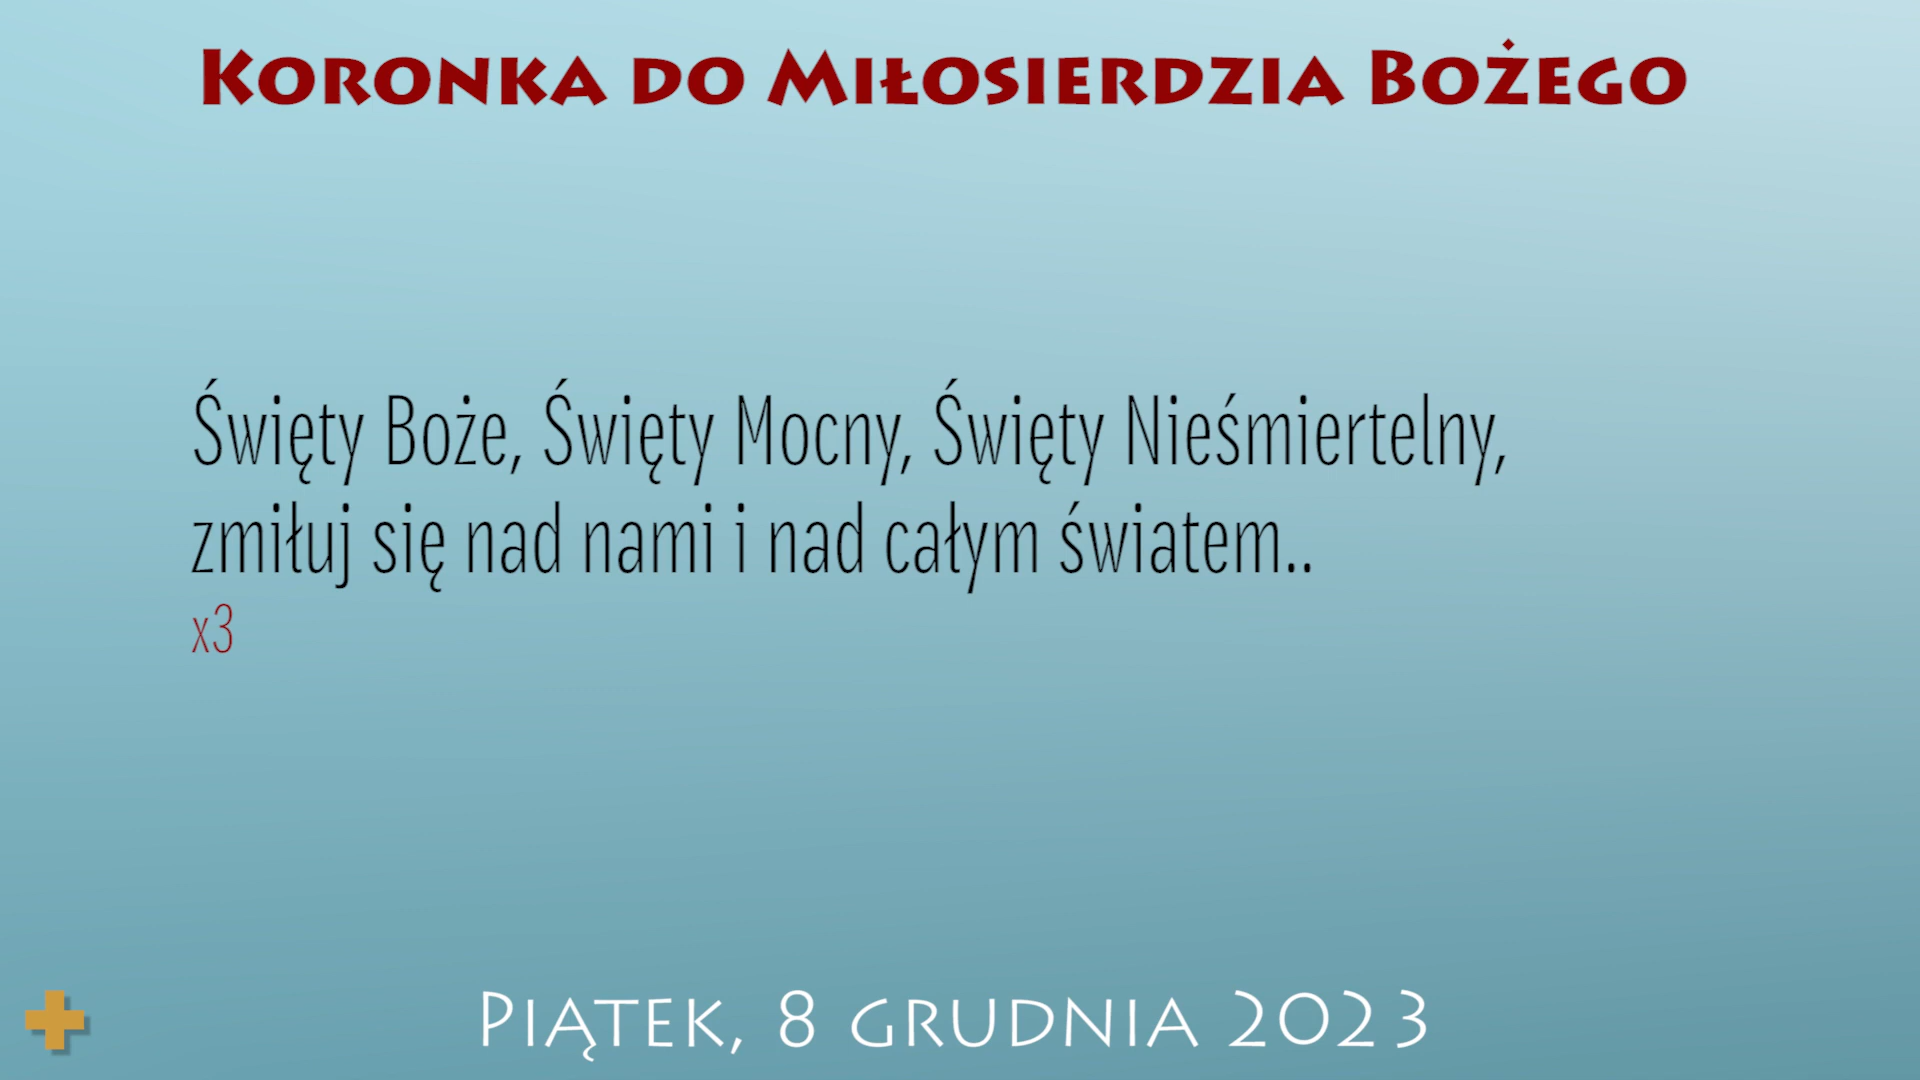 Koronka do Miłosierdzia Bożego
Święty Boże, Święty Mocny, Święty Nieśmiertelny,
zmiłuj się nad nami i nad całym światem..
x3
Piątek, 8 grudnia 2023